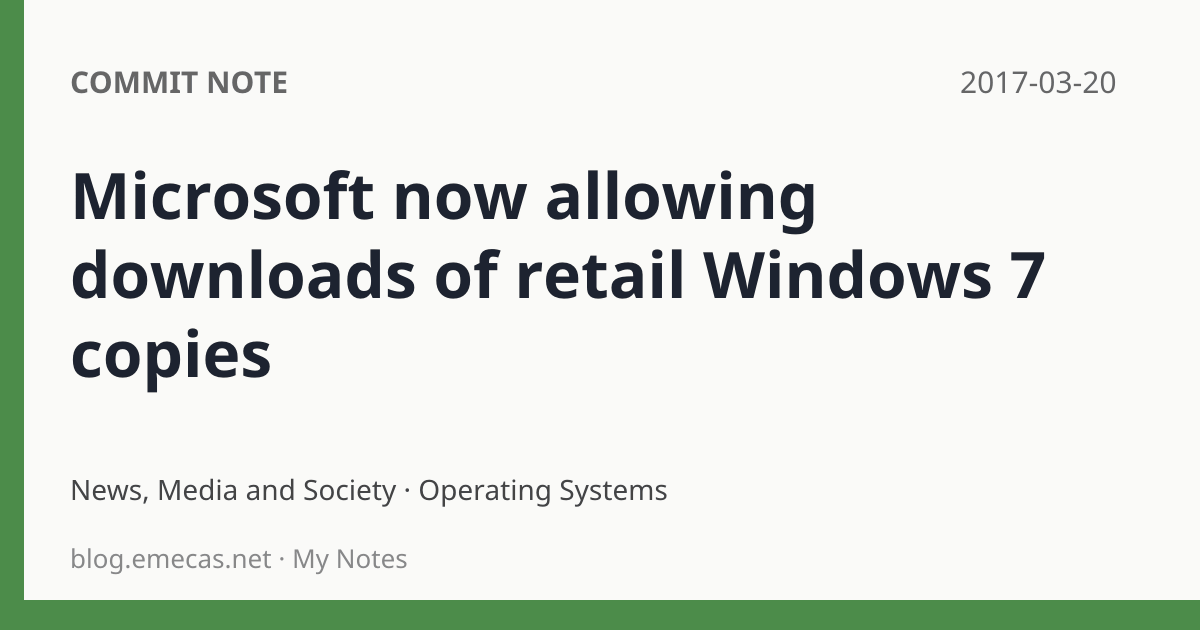 COMMIT NOTE
2017-03-20
Microsoft now allowing
downloads of retail Windows 7
copies
News, Media and Society · Operating Systems
blog.emecas.net · My Notes